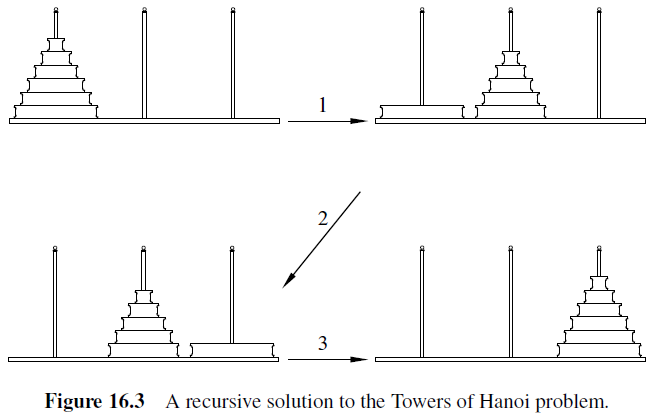 1
2
3
Figure 16.3 A recursive solution to the Towers of Hanoi problem.